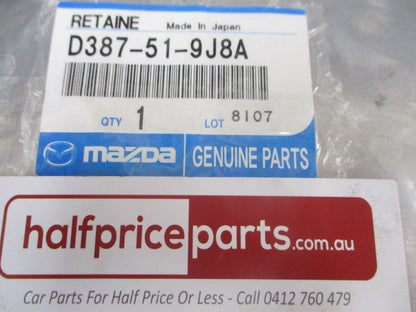 RETAINE Made In Japan
D387-51-9J8A
QTY 1 LOT 8107
mazda GENUINE PARTS
halfpriceparts.com.au
Car Parts For Half Price Or Less - Call 0412 760 479